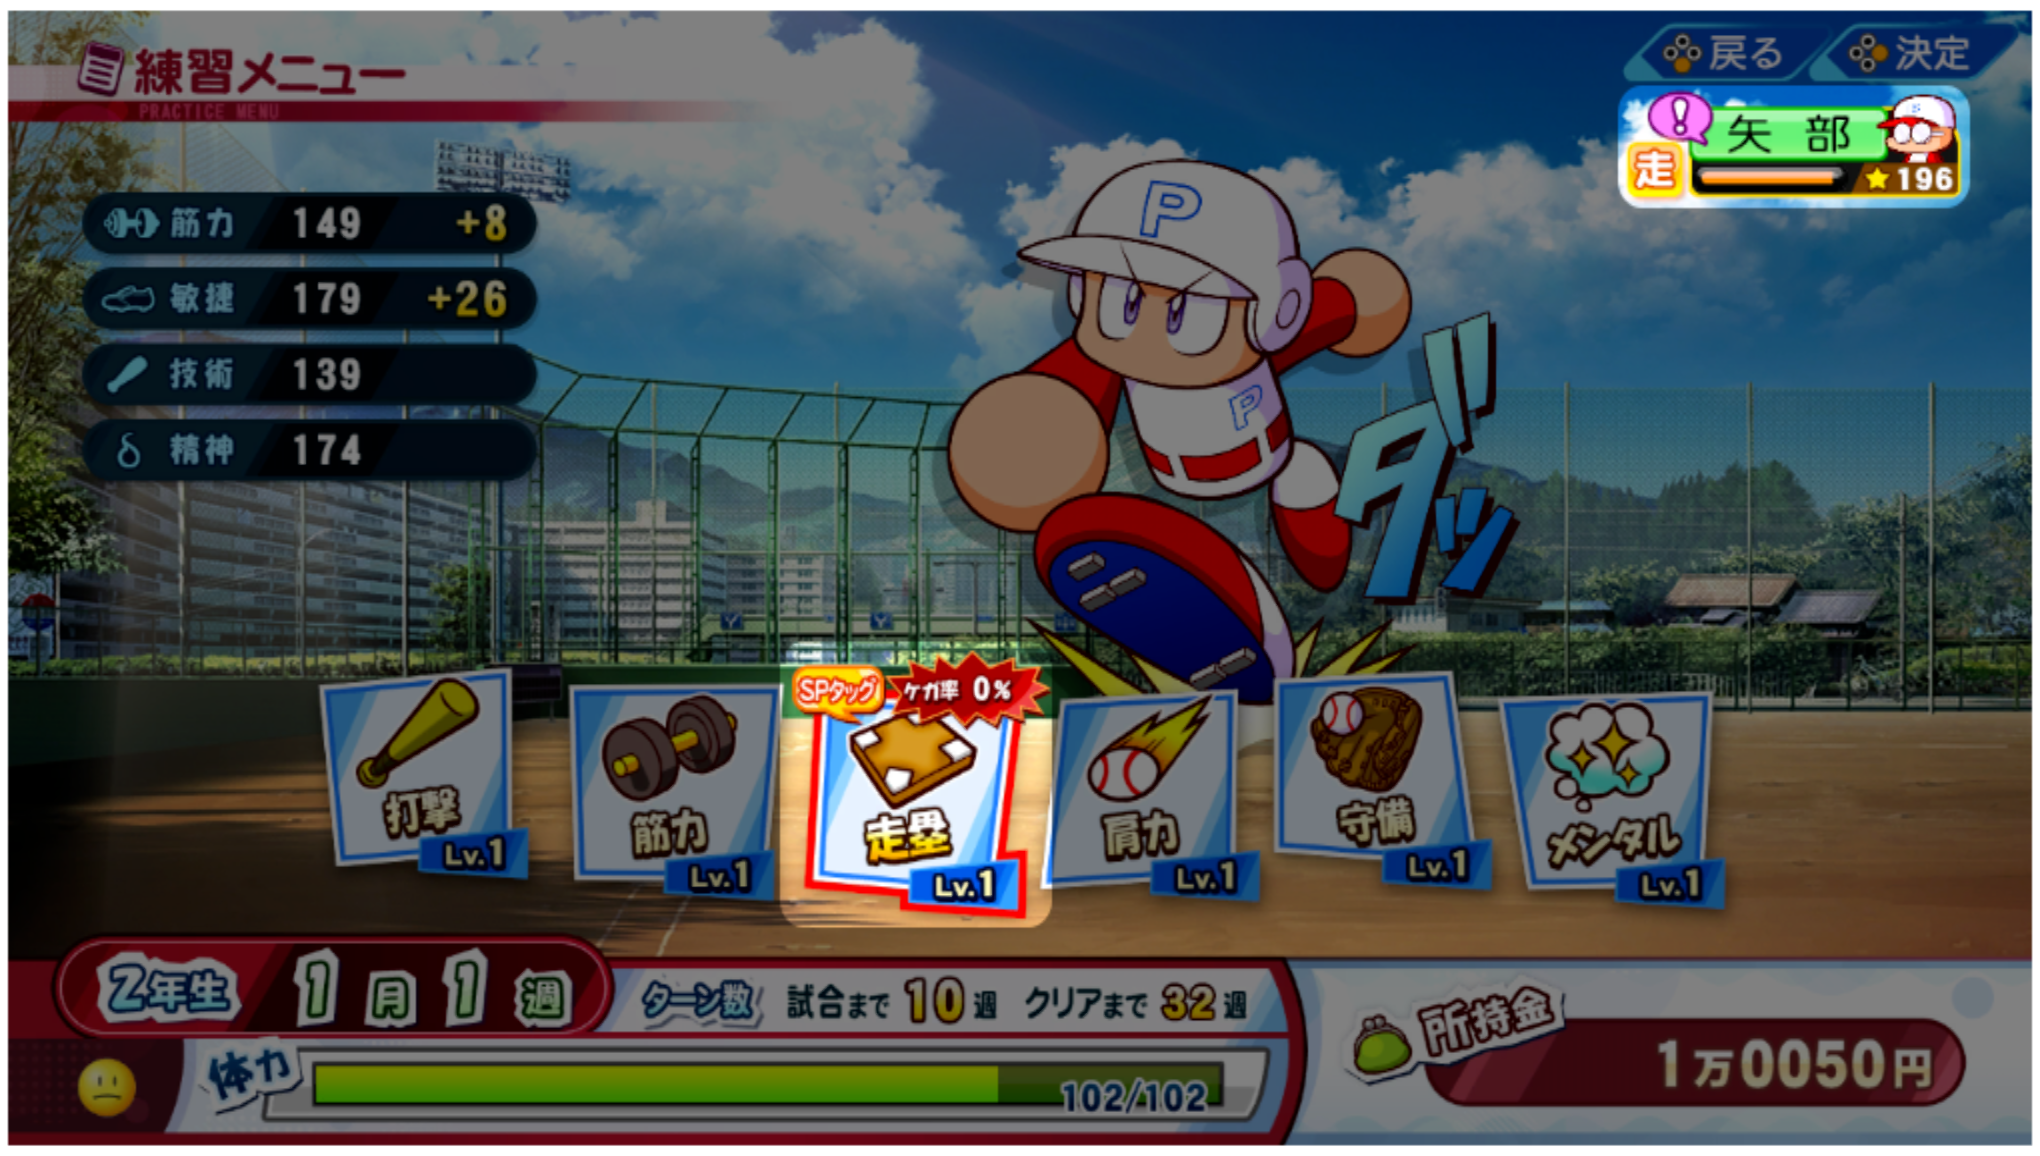 練習メニュー
PRACTICE MENU
戻る
決定
矢部
走
196
筋力 149 +8
敏捷 179 +26
技術 139
精神 174
P
P
ダッ
SPタッグ
ケガ率 0%
打撃
Lv.1
筋力
Lv.1
走塁
Lv.1
肩力
Lv.1
守備
Lv.1
メンタル
Lv.1
2年生 1月1週
ターン数 試合まで10週 クリアまで32週
体力 102/102
所持金
1万0050円